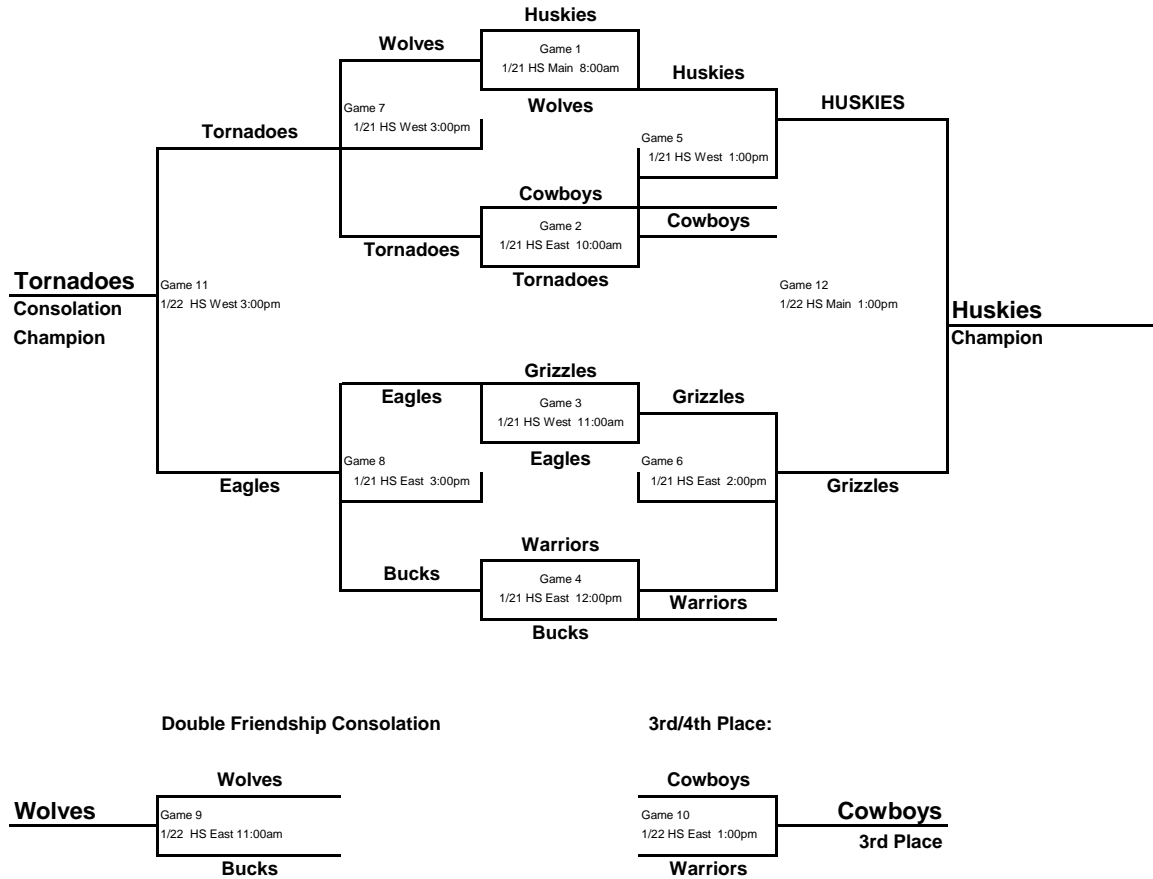 Huskies
Wolves
Game 1
1/21 HS Main 8:00am
Huskies
Wolves
HUSKIES
Game 7
1/21 HS West 3:00pm
Tornadoes
Game 5
1/21 HS West 1:00pm
Cowboys
Game 2
1/21 HS East 10:00am
Cowboys
Tornadoes
Tornadoes
Tornadoes
Consolation
Champion
Game 11
1/22 HS West 3:00pm
Game 12
1/22 HS Main 1:00pm
Huskies
Champion
Grizzles
Eagles
Game 3
1/21 HS West 11:00am
Grizzles
Eagles
Game 8
1/21 HS East 3:00pm
Game 6
1/21 HS East 2:00pm
Eagles
Grizzles
Warriors
Bucks
Game 4
1/21 HS East 12:00pm
Warriors
Bucks
Double Friendship Consolation
3rd/4th Place:
Wolves
Wolves
Game 9
1/22 HS East 11:00am
Bucks
Cowboys
Game 10
1/22 HS East 1:00pm
Cowboys
3rd Place
Warriors